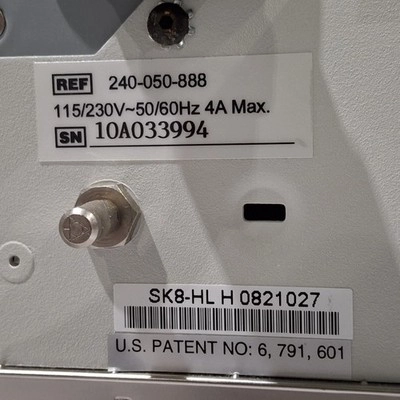 REF 240-050-888
115/230V~50/60Hz 4A Max.
SN 10A033994
SK8-HL H 0821027
U.S. PATENT NO: 6, 791, 601